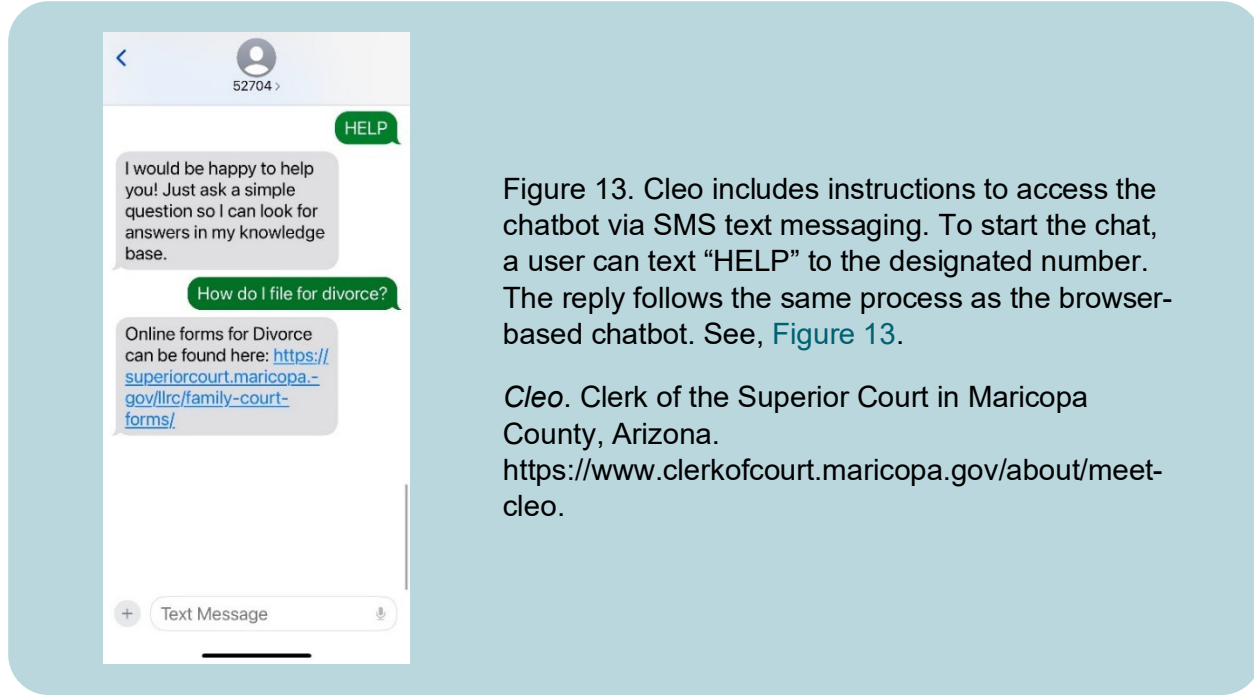 52704 >
HELP
I would be happy to help
you! Just ask a simple
question so I can look for
answers in my knowledge
base.
How do I file for divorce?
Online forms for Divorce
can be found here: https://
superiorcourt.maricopa.-
gov/llrc/family-court-
forms/
Text Message
Figure 13. Cleo includes instructions to access the
chatbot via SMS text messaging. To start the chat,
a user can text “HELP” to the designated number.
The reply follows the same process as the browser-
based chatbot. See, Figure 13.
Cleo. Clerk of the Superior Court in Maricopa
County, Arizona.
https://www.clerkofcourt.maricopa.gov/about/meet-
cleo.